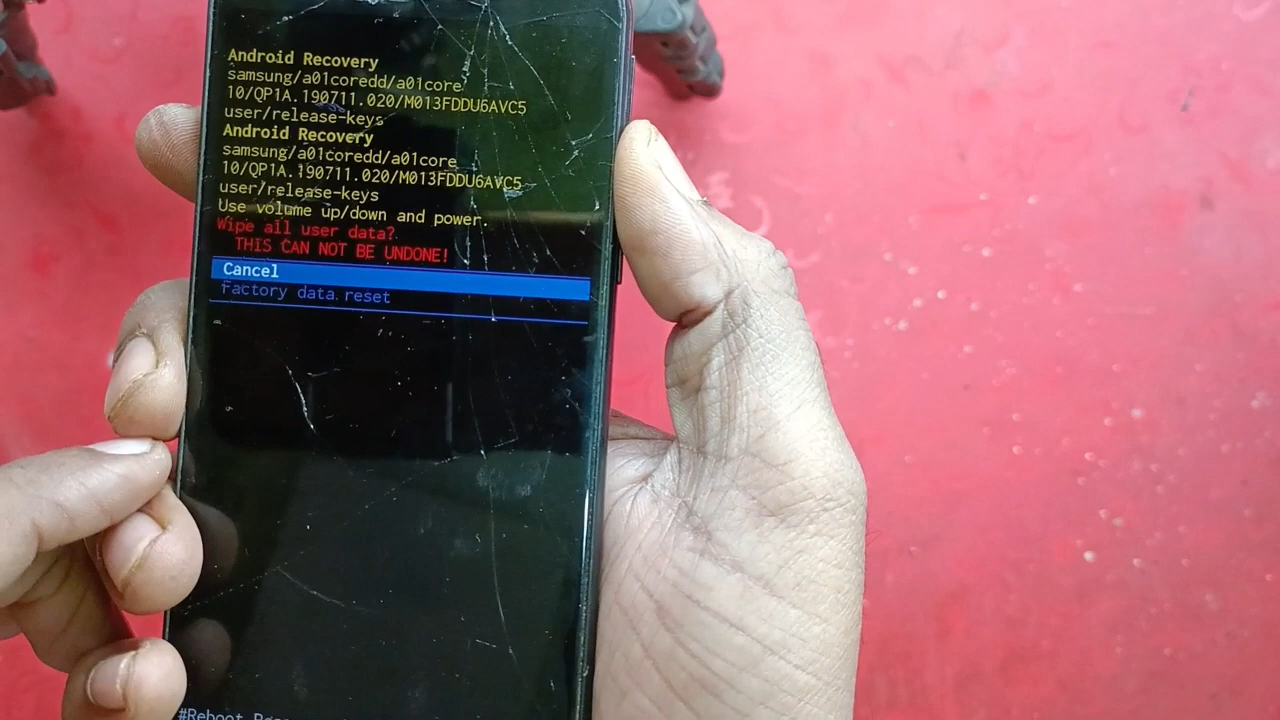 Android Recovery
samsung/a01coredd/a01core
10/QP1A.190711.020/M013FDDU6AVC5
user/release-keys
Android Recovery
samsung/a01coredd/a01core
10/QP1A.190711.020/M013FDDU6AVC5
user/release-keys
Use volume up/down and power.
Wipe all user data?
THIS CAN NOT BE UNDONE!
Cancel
Factory data reset
#Reboot